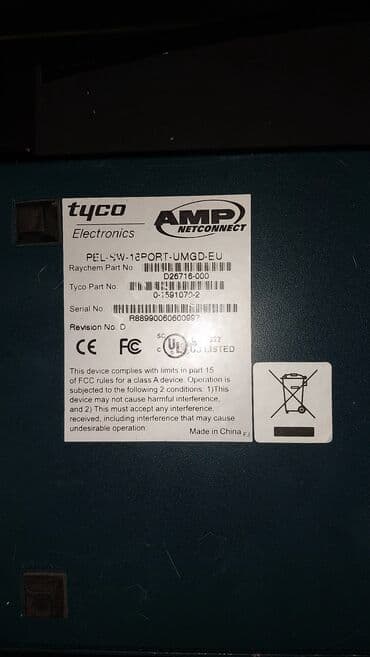 tyco
Electronics
AMP
NETCONNECT
PEL-SW-16PORT-UMGD-EU
Raychem Part No
D26716-000
Tyco Part No
0-1591070-2
Serial No
R88990060600997
Revision No. D
CE FC c UL US LISTED
This device complies with limits in part 15
of FCC rules for a class A device. Operation is
subjected to the following 2 conditions: 1)This
device may not cause harmful interference,
and 2) This must accept any interference
received, including interference that may cause
undesirable operation.
Made in China